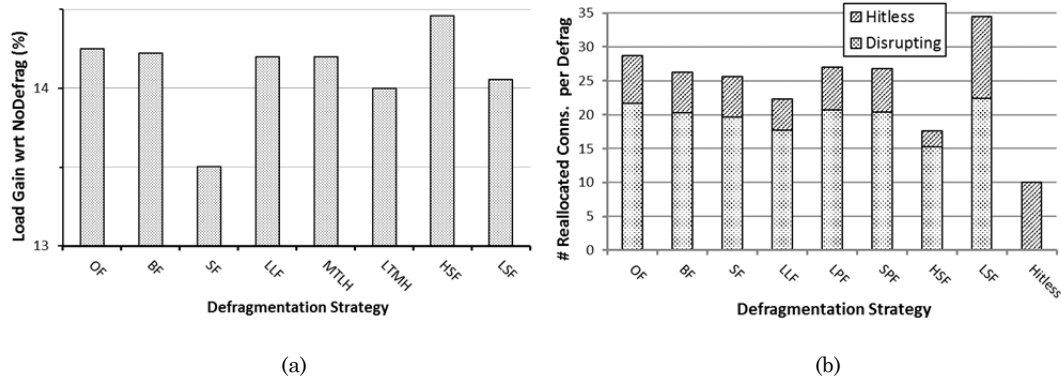 Load Gain wrt NoDefrag (%)
14
13
OF
BF
SF
LLF
MTLH
LTMH
HSF
LSF
Defragmentation Strategy
(a)
# Reallocated Conns. per Defrag
35
30
25
20
15
10
5
0
Hitless
Disrupting
OF
BF
SF
LLF
LPF
SPF
HSF
LSF
Hitless
Defragmentation Strategy
(b)